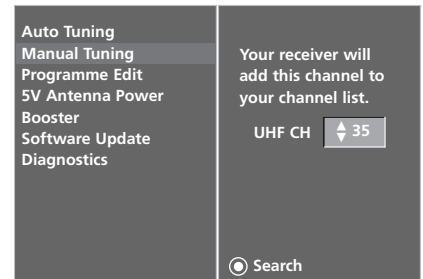 Auto Tuning
Manual Tuning
Programme Edit
5V Antenna Power
Booster
Software Update
Diagnostics
Your receiver will
add this channel to
your channel list.
UHF CH 35
Search